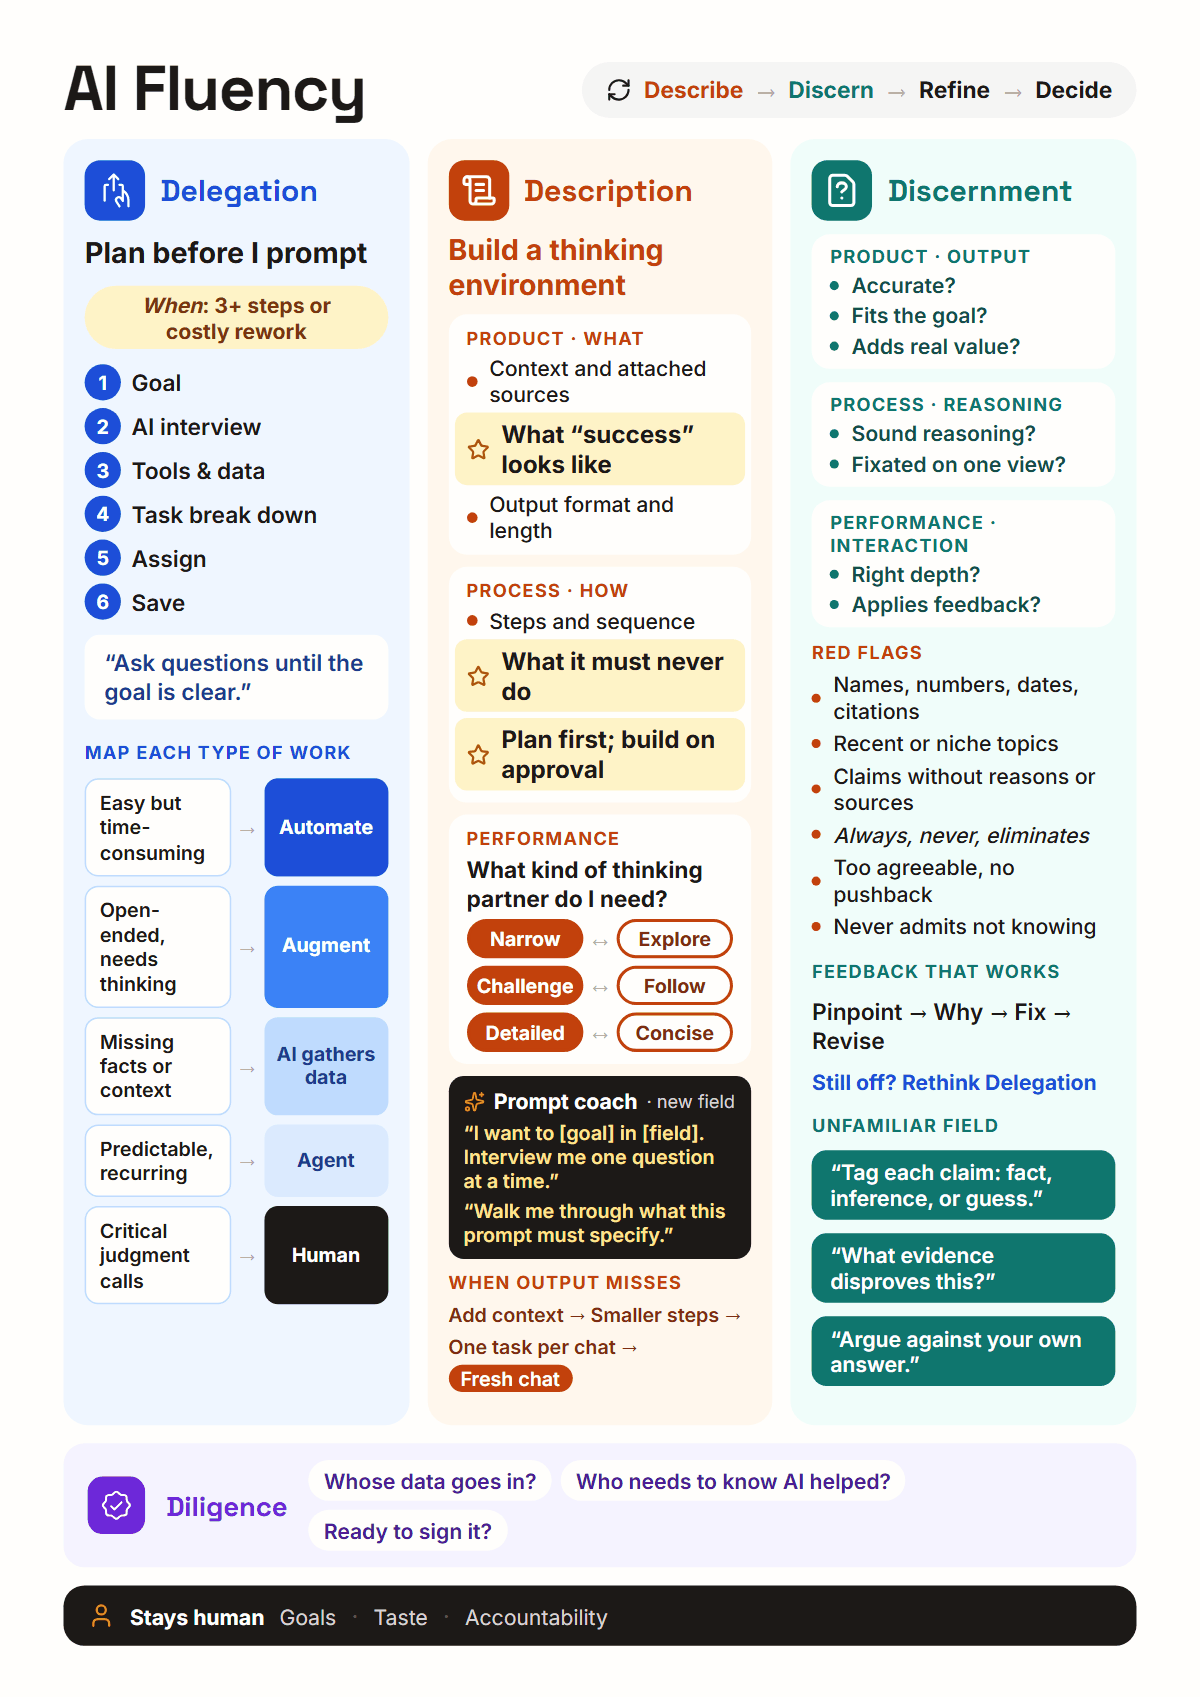 AI Fluency
Describe → Discern → Refine → Decide
Delegation
Plan before I prompt
When: 3+ steps or
costly rework
1 Goal
2 AI interview
3 Tools & data
4 Task break down
5 Assign
6 Save
“Ask questions until the
goal is clear.”
MAP EACH TYPE OF WORK
Easy but
time-
consuming
→
Automate
Open-
ended,
needs
thinking
→
Augment
Missing
facts or
context
→
AI gathers
data
Predictable,
recurring
→
Agent
Critical
judgment
calls
→
Human
Description
Build a thinking
environment
PRODUCT · WHAT
• Context and attached
sources
What “success”
looks like
• Output format and
length
PROCESS · HOW
• Steps and sequence
What it must never
do
Plan first; build on
approval
PERFORMANCE
What kind of thinking
partner do I need?
Narrow ↔ Explore
Challenge ↔ Follow
Detailed ↔ Concise
Prompt coach · new field
“I want to [goal] in [field].
Interview me one question
at a time.”
“Walk me through what this
prompt must specify.”
WHEN OUTPUT MISSES
Add context → Smaller steps →
One task per chat →
Fresh chat
Discernment
PRODUCT · OUTPUT
• Accurate?
• Fits the goal?
• Adds real value?
PROCESS · REASONING
• Sound reasoning?
• Fixated on one view?
PERFORMANCE ·
INTERACTION
• Right depth?
• Applies feedback?
RED FLAGS
• Names, numbers, dates,
citations
• Recent or niche topics
• Claims without reasons or
sources
• Always, never, eliminates
• Too agreeable, no
pushback
• Never admits not knowing
FEEDBACK THAT WORKS
Pinpoint → Why → Fix →
Revise
Still off? Rethink Delegation
UNFAMILIAR FIELD
“Tag each claim: fact,
inference, or guess.”
“What evidence
disproves this?”
“Argue against your own
answer.”
Diligence
Whose data goes in? Who needs to know AI helped?
Ready to sign it?
Stays human Goals · Taste · Accountability